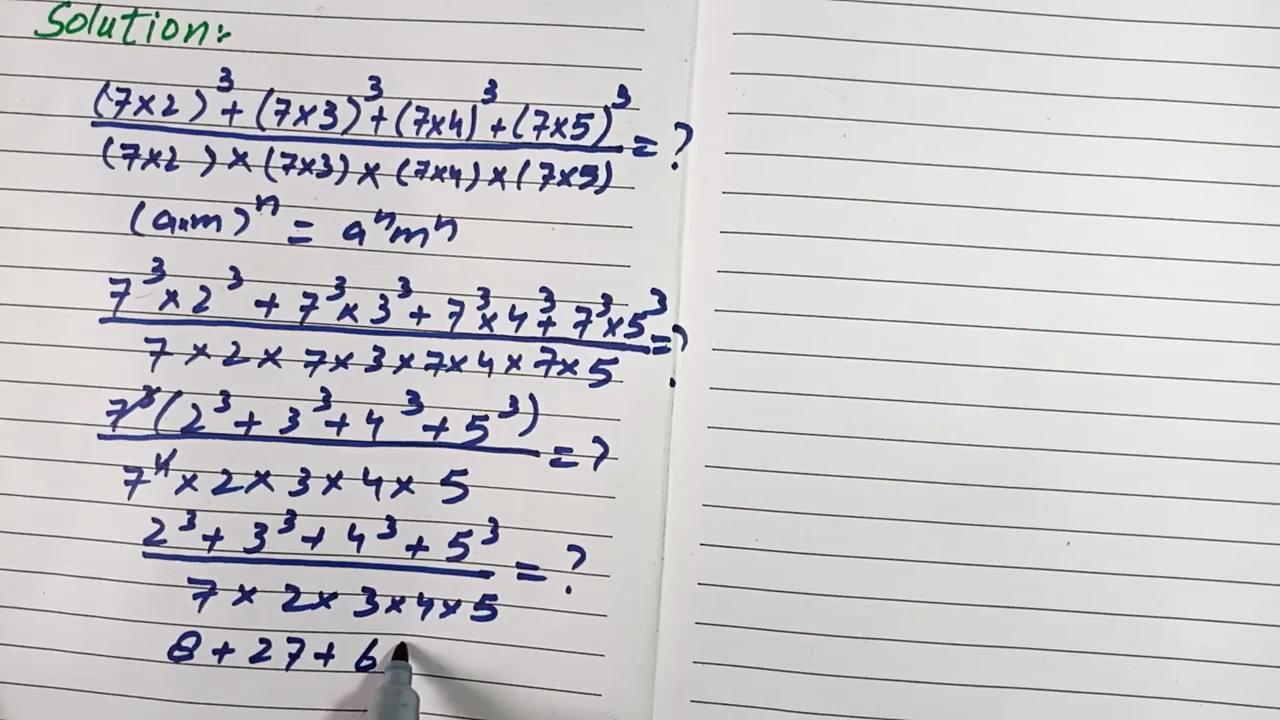 Solution:
(7×2)³ + (7×3)³ + (7×4)³ + (7×5)³ = ?
(7×2) × (7×3) × (7×4) × (7×5)
(a.m)ⁿ = aⁿmⁿ
7³×2³ + 7³×3³ + 7³×4³ + 7³×5³ = ?
7×2×7×3×7×4×7×5
7³(2³ + 3³ + 4³ + 5³) = ?
7⁴×2×3×4×5
2³ + 3³ + 4³ + 5³ = ?
7×2×3×4×5
8+27+6